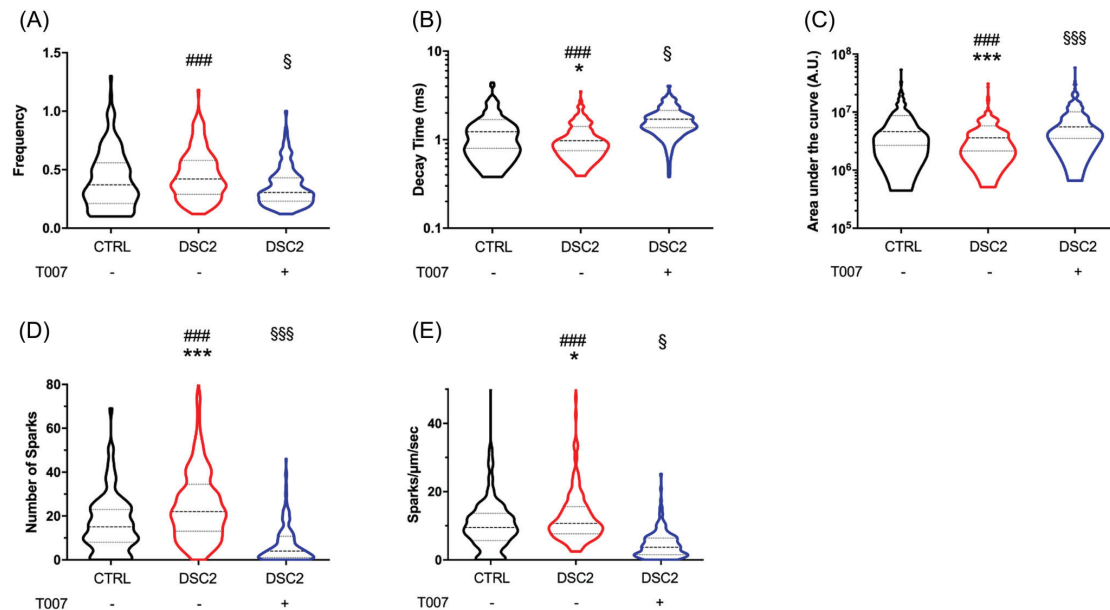 (A)
Frequency
1.5
1.0
0.5
0.0
###
§
CTRL DSC2 DSC2
T007 - - +
(B)
Decay Time (ms)
10
1
0.1
###
*
§
CTRL DSC2 DSC2
T007 - - +
(C)
Area under the curve (A.U.)
10⁸
10⁷
10⁶
10⁵
###
***
§§§
CTRL DSC2 DSC2
T007 - - +
(D)
Number of Sparks
80
60
40
20
0
###
***
§§§
CTRL DSC2 DSC2
T007 - - +
(E)
Sparks/µm/sec
40
20
0
###
*
§
CTRL DSC2 DSC2
T007 - - +